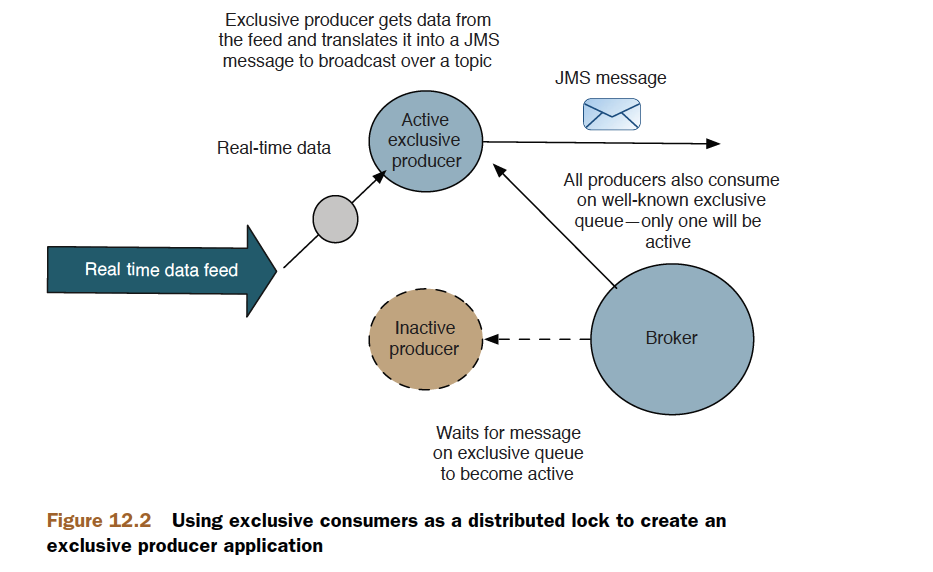 Exclusive producer gets data from
the feed and translates it into a JMS
message to broadcast over a topic
JMS message
Active
exclusive
producer
Real-time data
All producers also consume
on well-known exclusive
queue—only one will be
active
Real time data feed
Inactive
producer
Broker
Waits for message
on exclusive queue
to become active
Figure 12.2 Using exclusive consumers as a distributed lock to create an
exclusive producer application